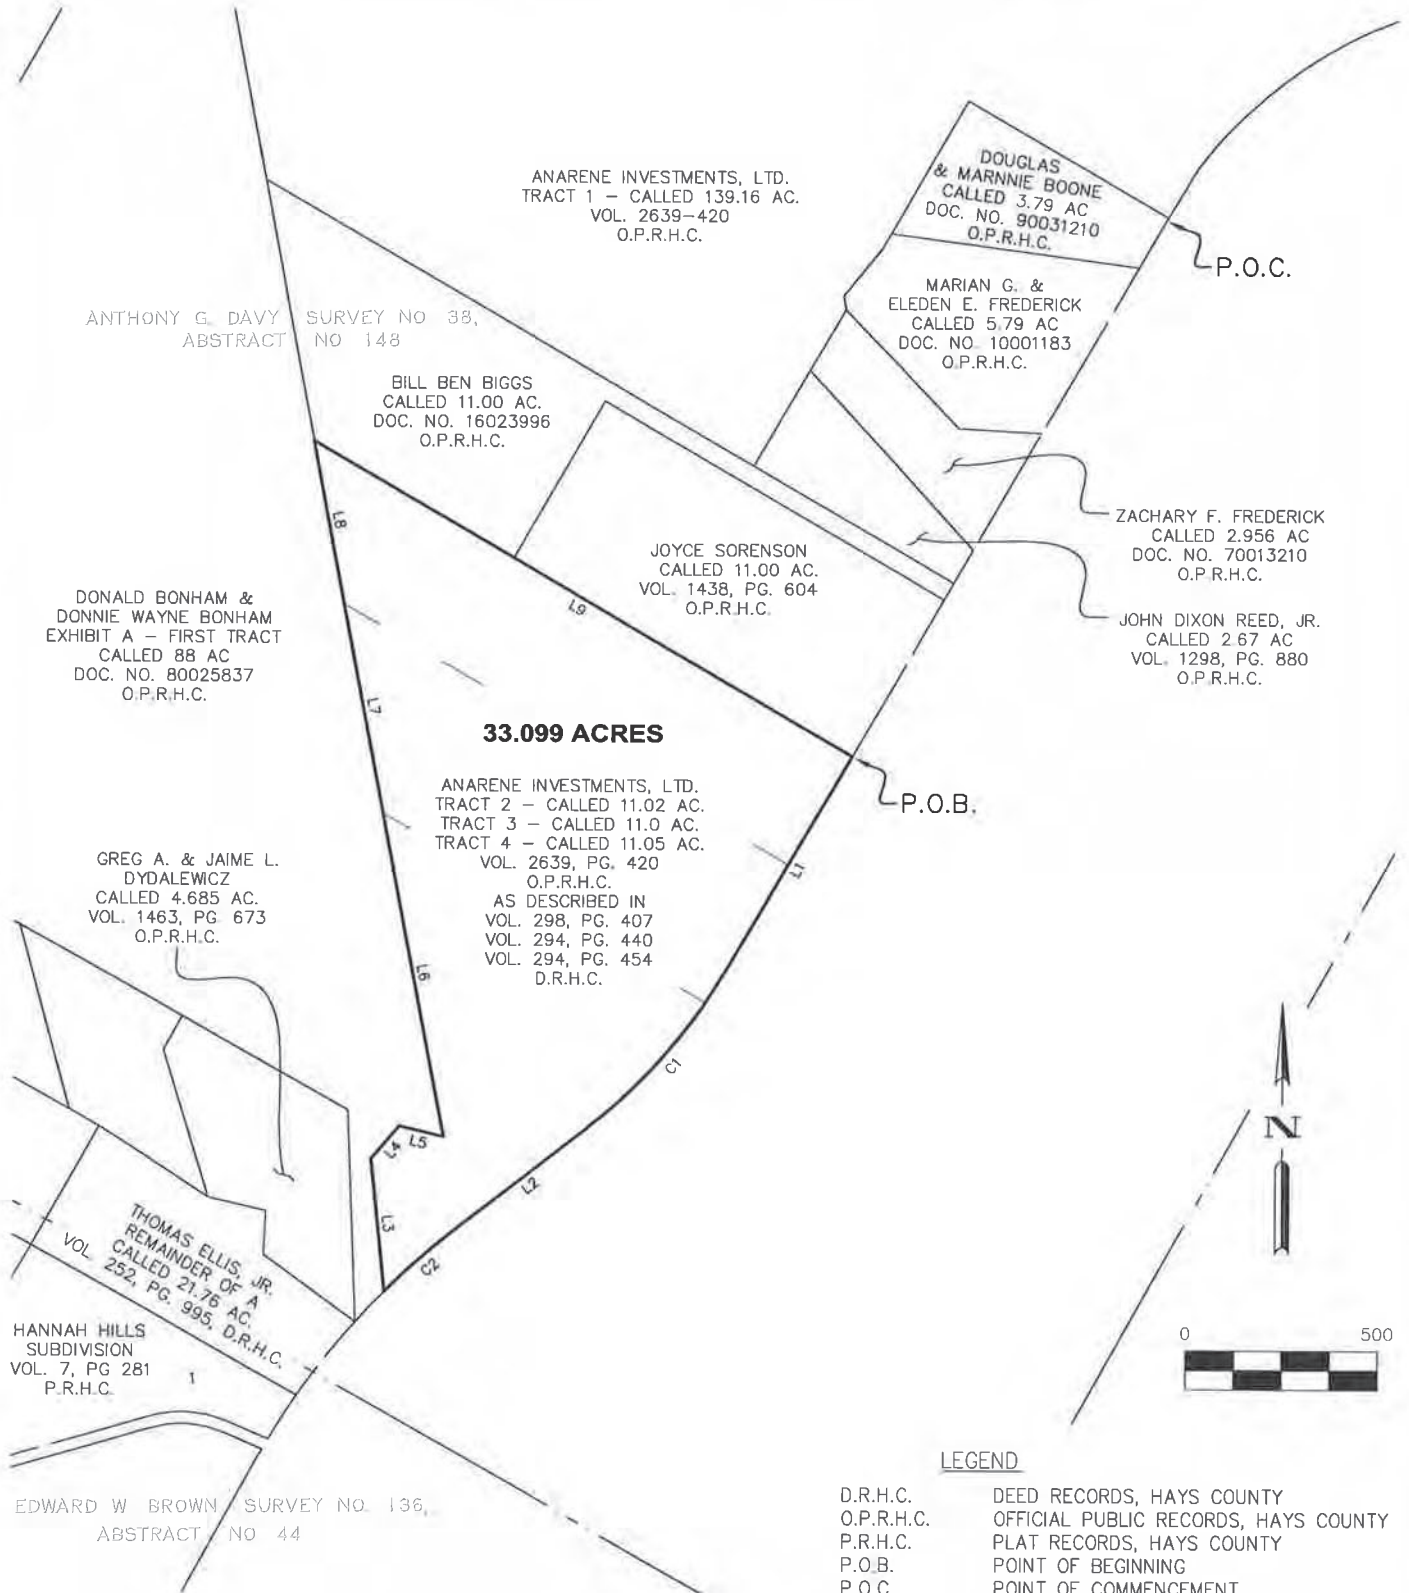 ANARENE INVESTMENTS, LTD.
TRACT 1 – CALLED 139.16 AC.
VOL. 2639–420
O.P.R.H.C.
DOUGLAS
& MARNNIE BOONE
CALLED 3.79 AC
DOC. NO. 90031210
O.P.R.H.C.
P.O.C.
MARIAN G. &
ELEDEN E. FREDERICK
CALLED 5.79 AC
DOC. NO. 10001183
O.P.R.H.C.
ANTHONY G. DAVY SURVEY NO 38,
ABSTRACT NO 148
BILL BEN BIGGS
CALLED 11.00 AC.
DOC. NO. 16023996
O.P.R.H.C.
ZACHARY F. FREDERICK
CALLED 2.956 AC
DOC. NO. 70013210
O.P.R.H.C.
JOYCE SORENSON
CALLED 11.00 AC.
VOL. 1438, PG. 604
O.P.R.H.C.
JOHN DIXON REED, JR.
CALLED 2.67 AC
VOL. 1298, PG. 880
O.P.R.H.C.
DONALD BONHAM &
DONNIE WAYNE BONHAM
EXHIBIT A – FIRST TRACT
CALLED 88 AC
DOC. NO. 80025837
O.P.R.H.C.
L8
L9
L7
33.099 ACRES
ANARENE INVESTMENTS, LTD.
TRACT 2 – CALLED 11.02 AC.
TRACT 3 – CALLED 11.0 AC.
TRACT 4 – CALLED 11.05 AC.
VOL. 2639, PG. 420
O.P.R.H.C.
AS DESCRIBED IN
VOL. 298, PG. 407
VOL. 294, PG. 440
VOL. 294, PG. 454
D.R.H.C.
P.O.B.
L1
GREG A. & JAIME L.
DYDALEWICZ
CALLED 4.685 AC.
VOL. 1463, PG 673
O.P.R.H.C.
L6
C1
L5
L4
L2
L3
C2
N
THOMAS ELLIS, JR.
REMAINDER OF A
CALLED 21.76 AC.
VOL 252, PG. 995, D.R.H.C.
HANNAH HILLS
SUBDIVISION
VOL. 7, PG 281
P.R.H.C.
1
0 500
EDWARD W BROWN SURVEY NO. 136,
ABSTRACT NO 44
LEGEND
D.R.H.C. DEED RECORDS, HAYS COUNTY
O.P.R.H.C. OFFICIAL PUBLIC RECORDS, HAYS COUNTY
P.R.H.C. PLAT RECORDS, HAYS COUNTY
P.O.B. POINT OF BEGINNING
P.O.C. POINT OF COMMENCEMENT